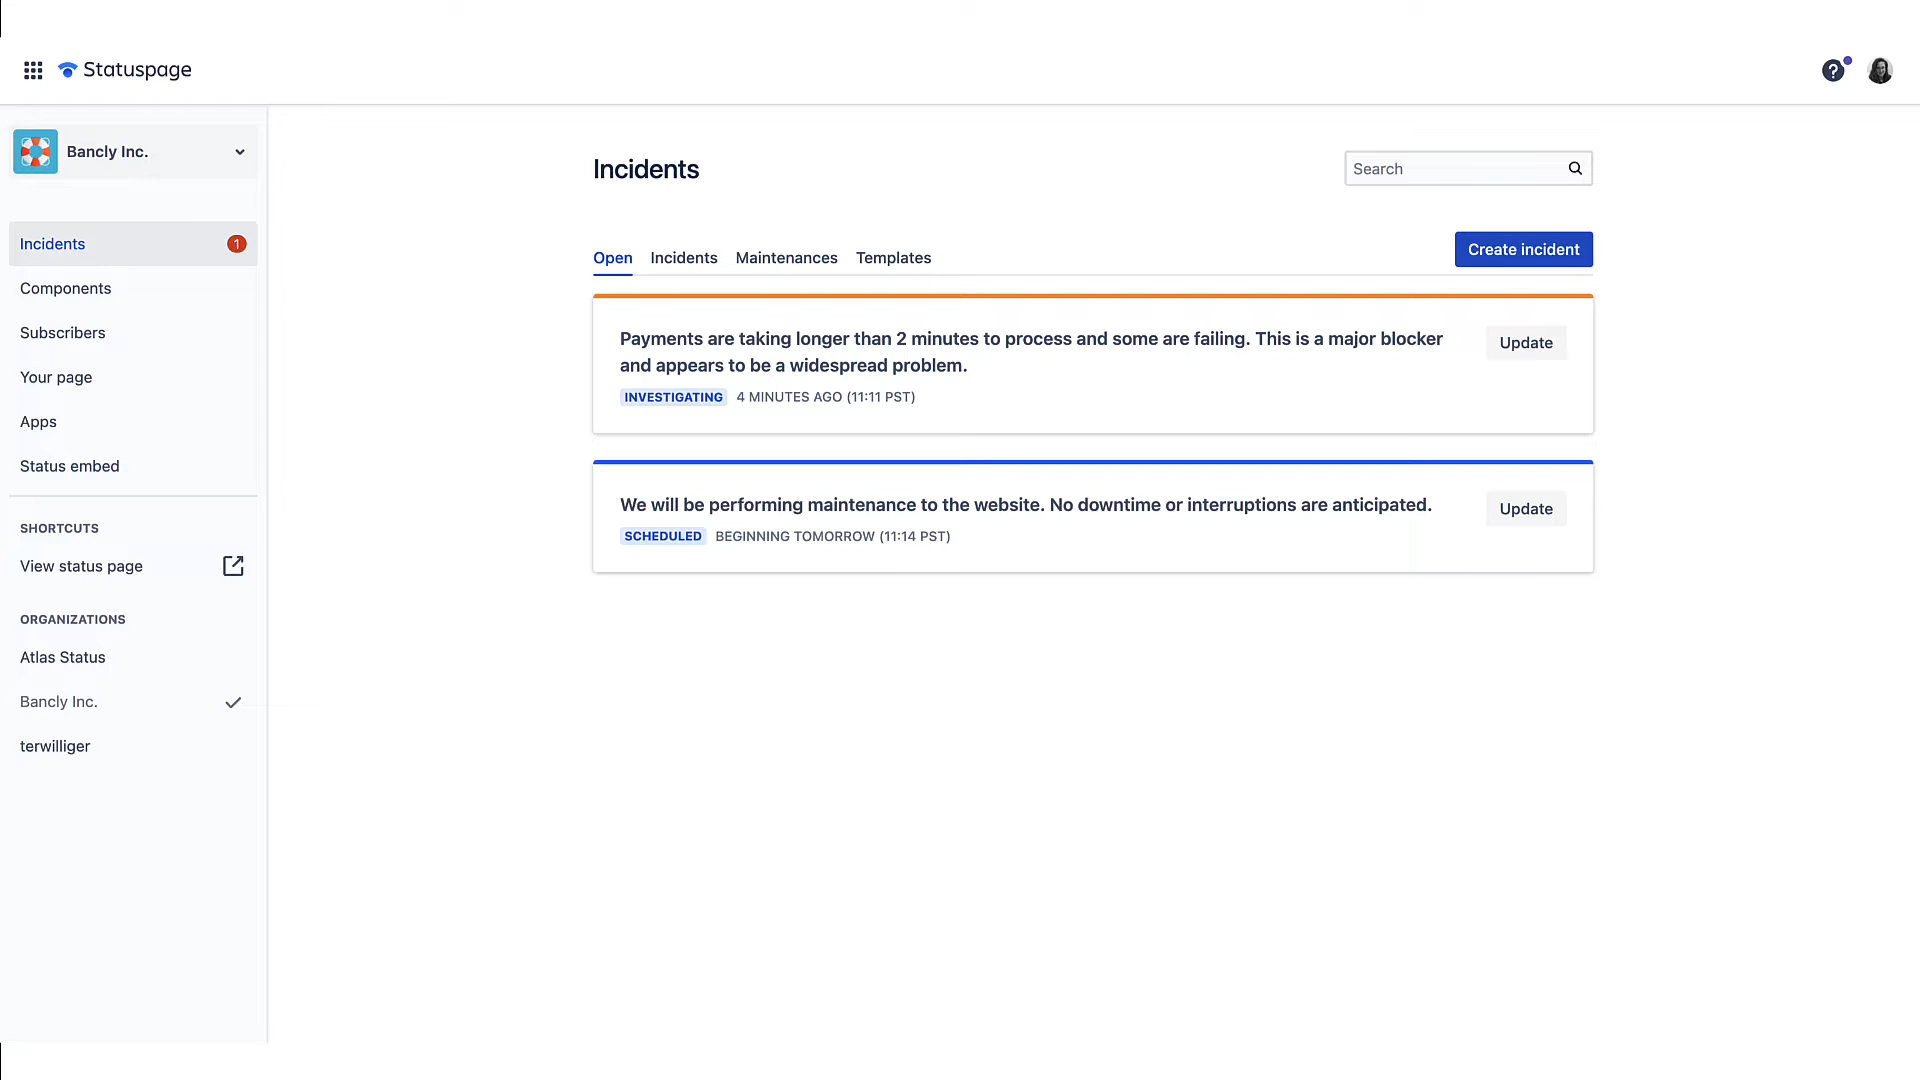 Statuspage
?
Bancly Inc.
Incidents
Search
Incidents 1
Open Incidents Maintenances Templates
Create incident
Components
Subscribers
Your page
Apps
Status embed
Payments are taking longer than 2 minutes to process and some are failing. This is a major blocker
and appears to be a widespread problem.
Update
INVESTIGATING 4 MINUTES AGO (11:11 PST)
We will be performing maintenance to the website. No downtime or interruptions are anticipated.
Update
SCHEDULED BEGINNING TOMORROW (11:14 PST)
SHORTCUTS
View status page
ORGANIZATIONS
Atlas Status
Bancly Inc.
terwilliger